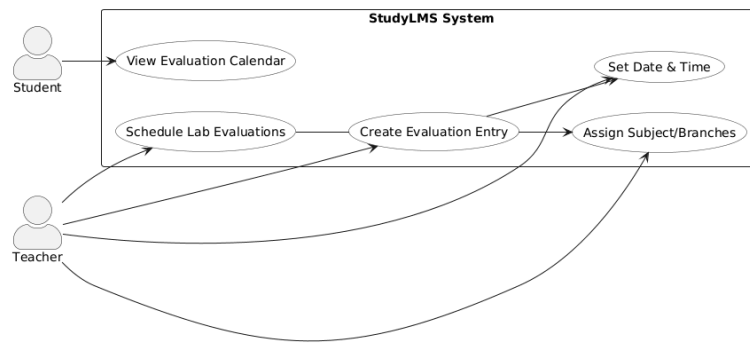 StudyLMS System
View Evaluation Calendar
Student
Set Date & Time
Schedule Lab Evaluations
Create Evaluation Entry
Assign Subject/Branches
Teacher